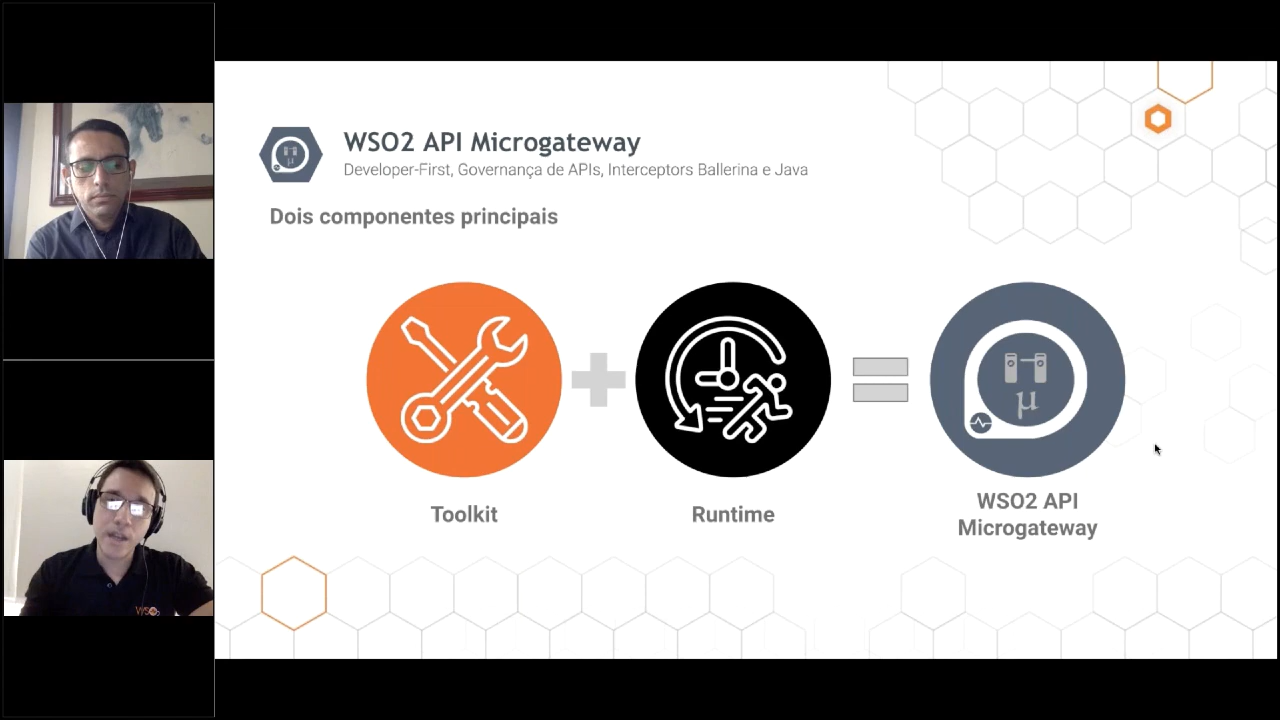 WSO2 API Microgateway
Developer-First, Governança de APIs, Interceptors Ballerina e Java
Dois componentes principais
μ
Toolkit
Runtime
WSO2 API
Microgateway
WSO2